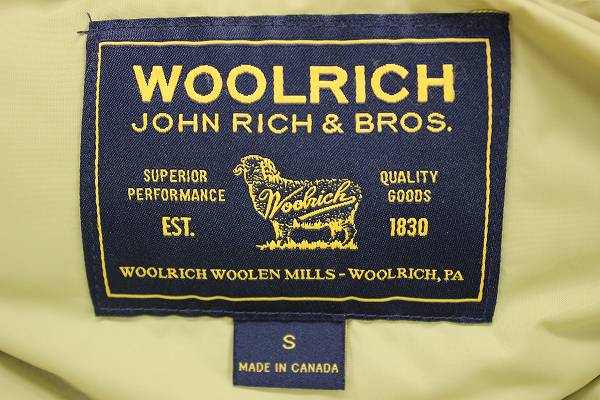 WOOLRICH
JOHN RICH & BROS.
SUPERIOR
PERFORMANCE
EST.
Woolrich
QUALITY
GOODS
1830
WOOLRICH WOOLEN MILLS - WOOLRICH, PA
S
MADE IN CANADA